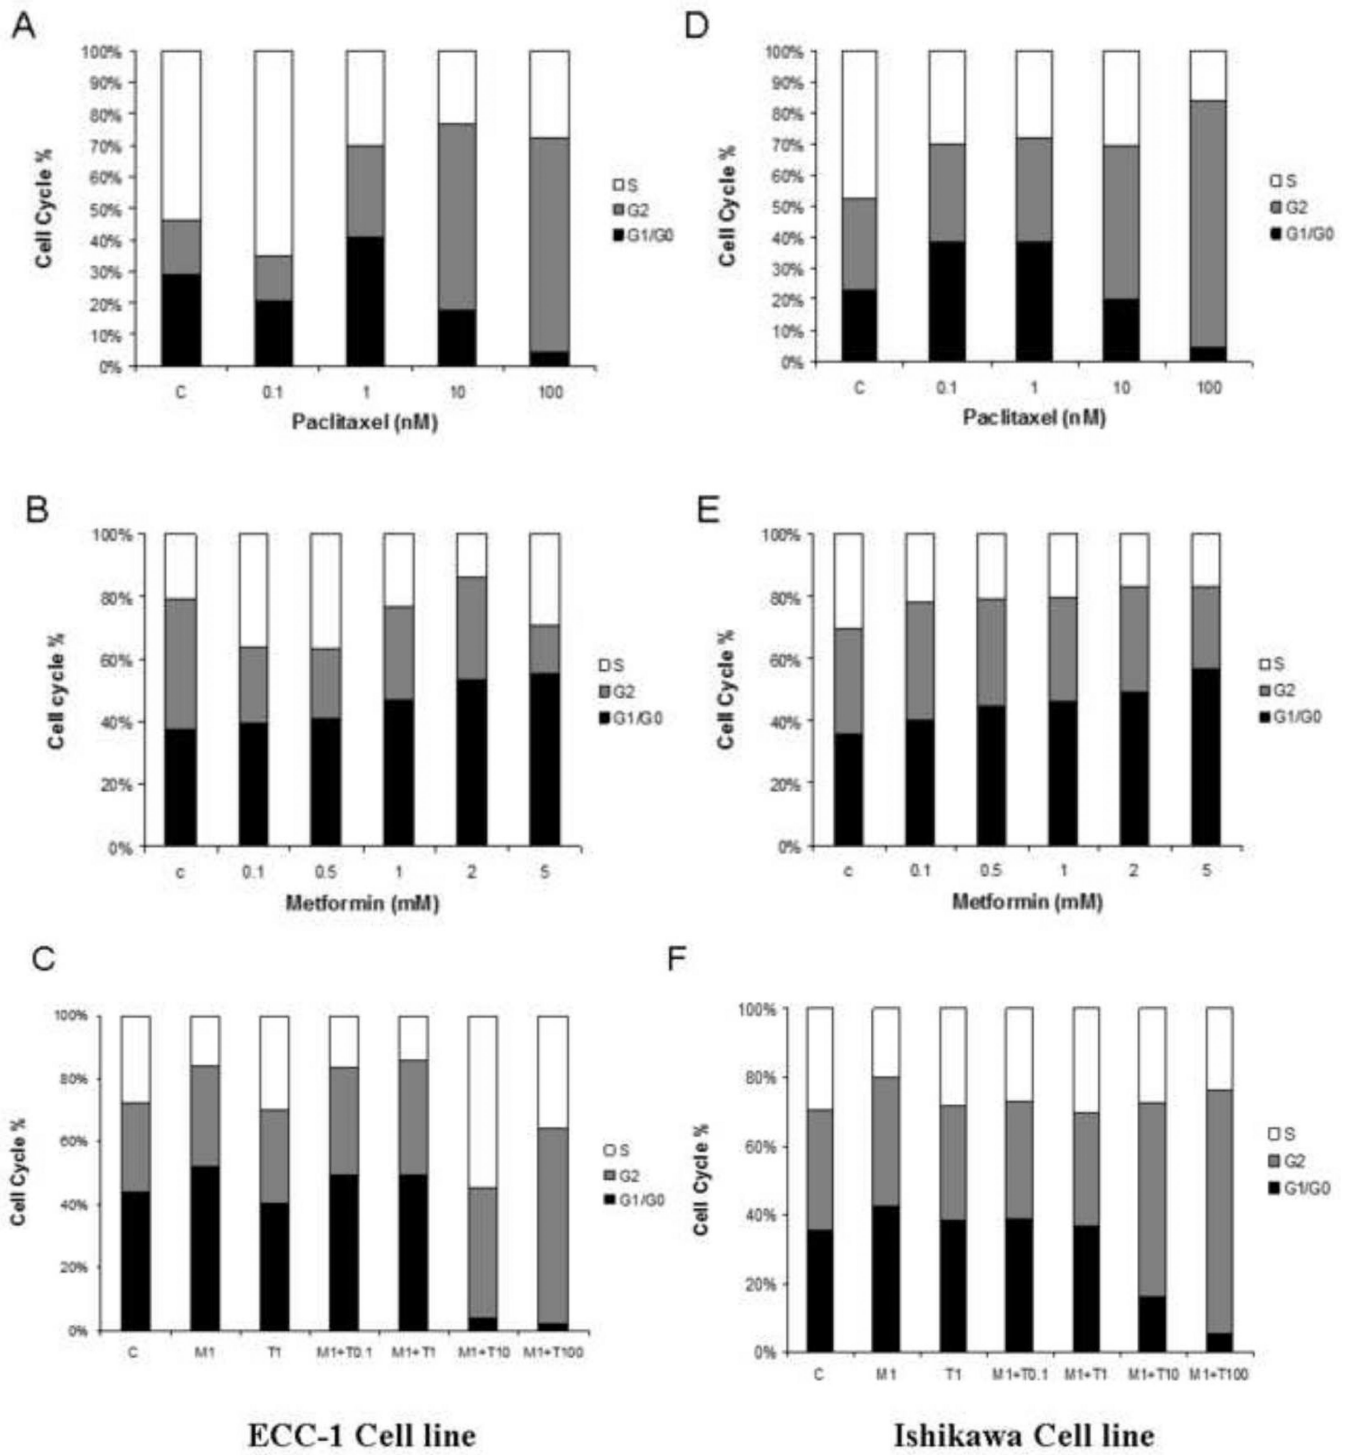 A
100%
90%
80%
70%
60%
50%
40%
30%
20%
10%
0%
Cell Cycle %
S
G2
G1/G0
C 0.1 1 10 100
Paclitaxel (nM)
D
100%
90%
80%
70%
60%
50%
40%
30%
20%
10%
0%
Cell Cycle %
S
G2
G1/G0
C 0.1 1 10 100
Paclitaxel (nM)
B
100%
80%
60%
40%
20%
0%
Cell cycle %
S
G2
G1/G0
c 0.1 0.5 1 2 5
Metformin (mM)
E
100%
80%
60%
40%
20%
0%
Cell Cycle %
S
G2
G1/G0
c 0.1 0.5 1 2 5
Metformin (mM)
C
100%
80%
60%
40%
20%
0%
Cell Cycle %
S
G2
G1/G0
C M1 T1 M1+T0.1 M1+T1 M1+T10 M1+T100
ECC-1 Cell line
F
100%
80%
60%
40%
20%
0%
Cell Cycle %
S
G2
G1/G0
C M1 T1 M1+T0.1 M1+T1 M1+T10 M1+T100
Ishikawa Cell line